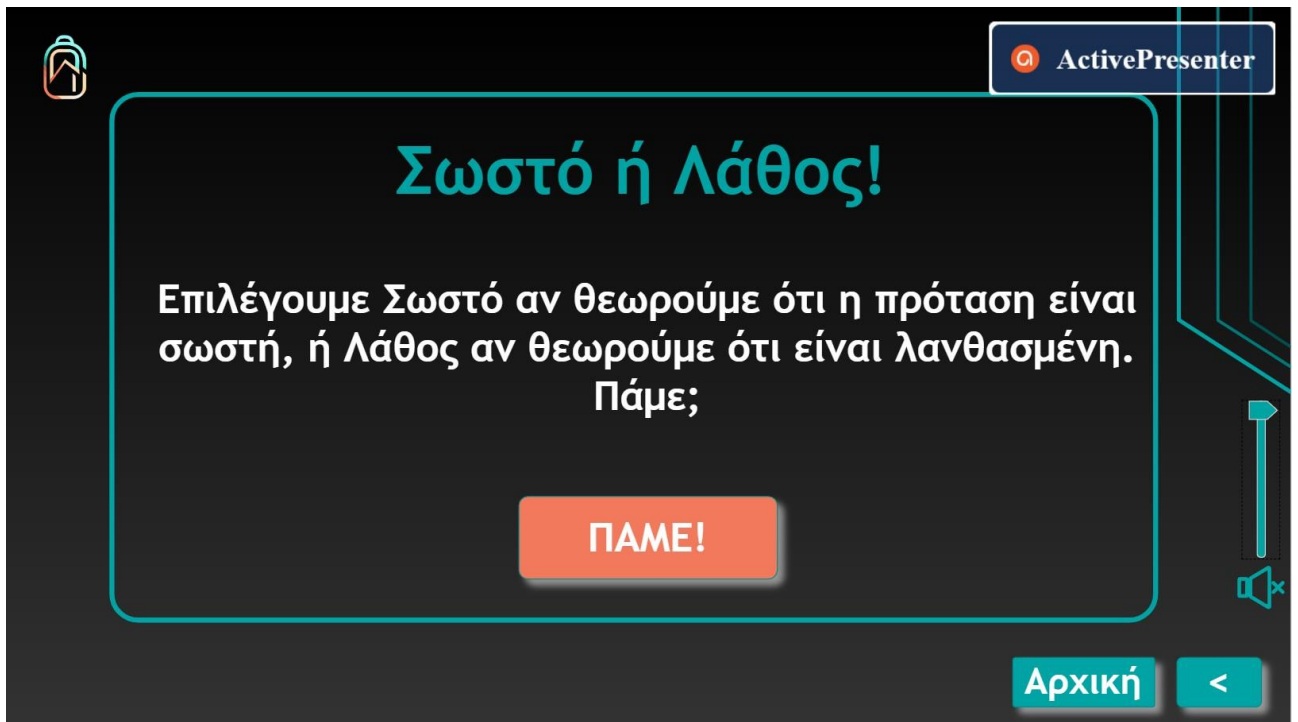 ActivePresenter
Σωστό ή Λάθος!
Επιλέγουμε Σωστό αν θεωρούμε ότι η πρόταση είναι
σωστή, ή Λάθος αν θεωρούμε ότι είναι λανθασμένη.
Πάμε;
ΠΑΜΕ!
Αρχική
<